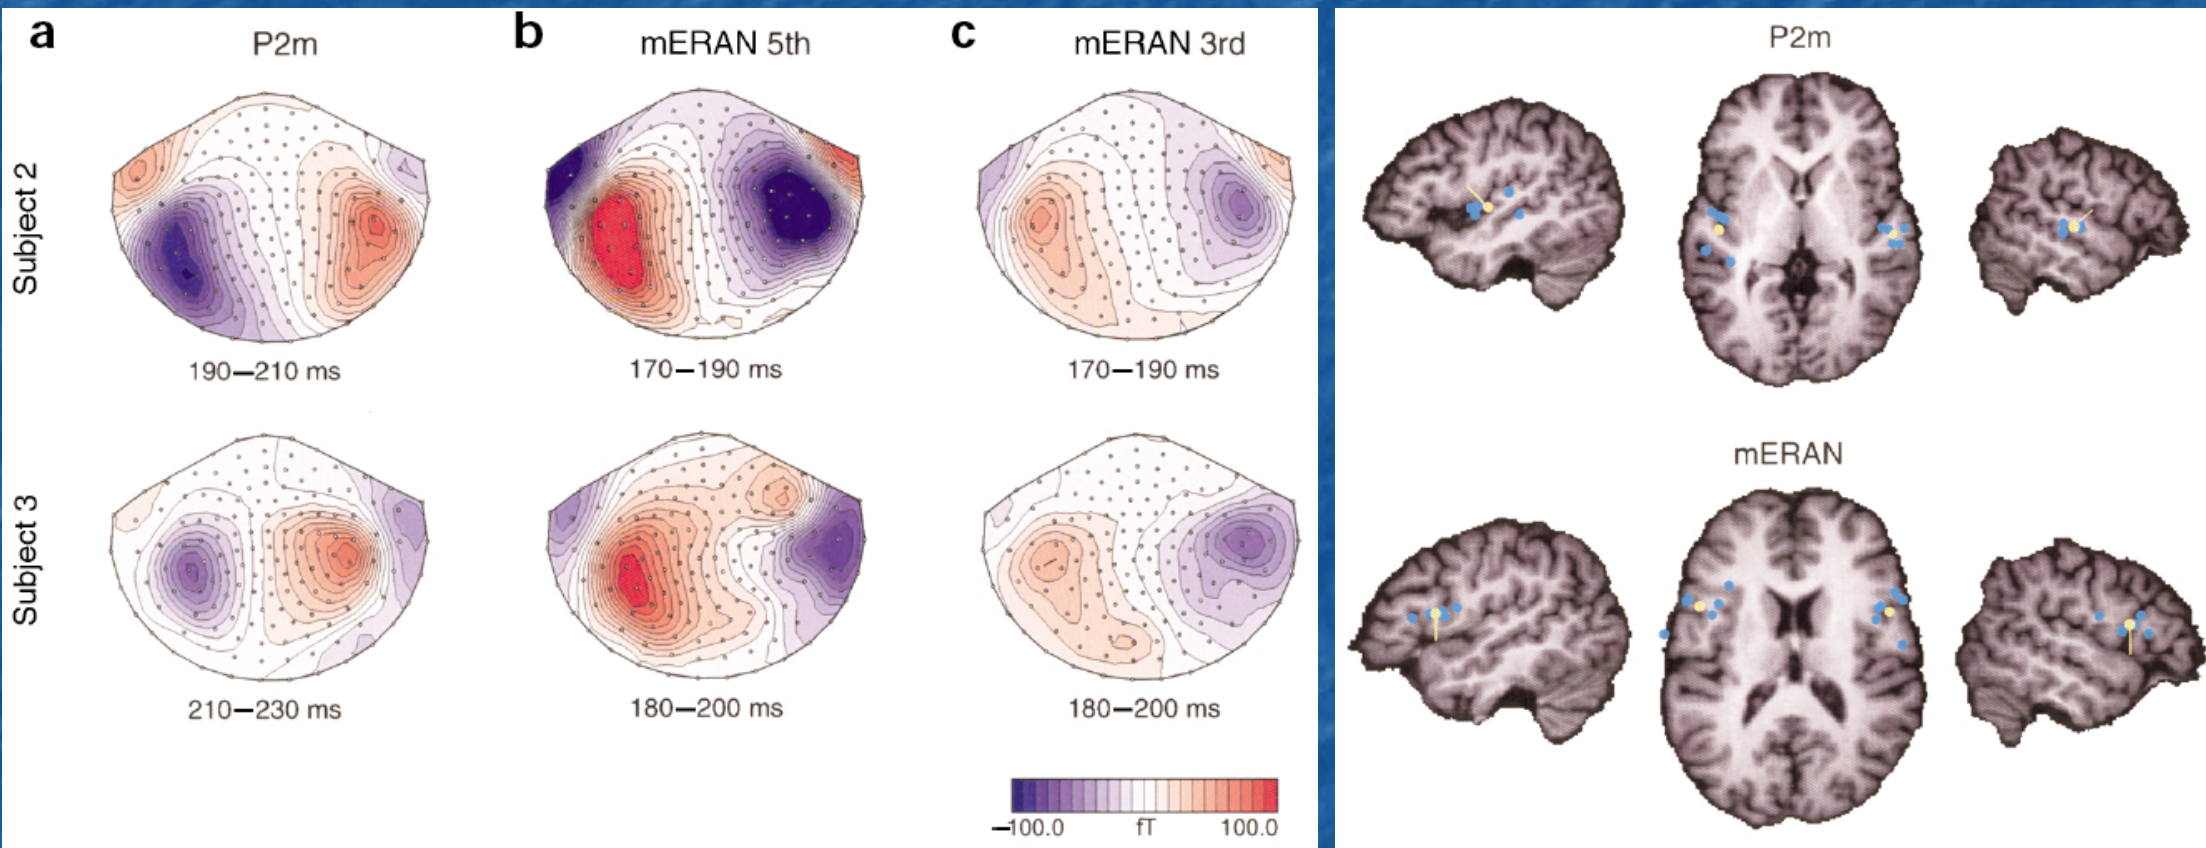 a
P2m
b
mERAN 5th
c
mERAN 3rd
Subject 2
190–210 ms
170–190 ms
170–190 ms
Subject 3
210–230 ms
180–200 ms
180–200 ms
–100.0
fT
100.0
P2m
mERAN